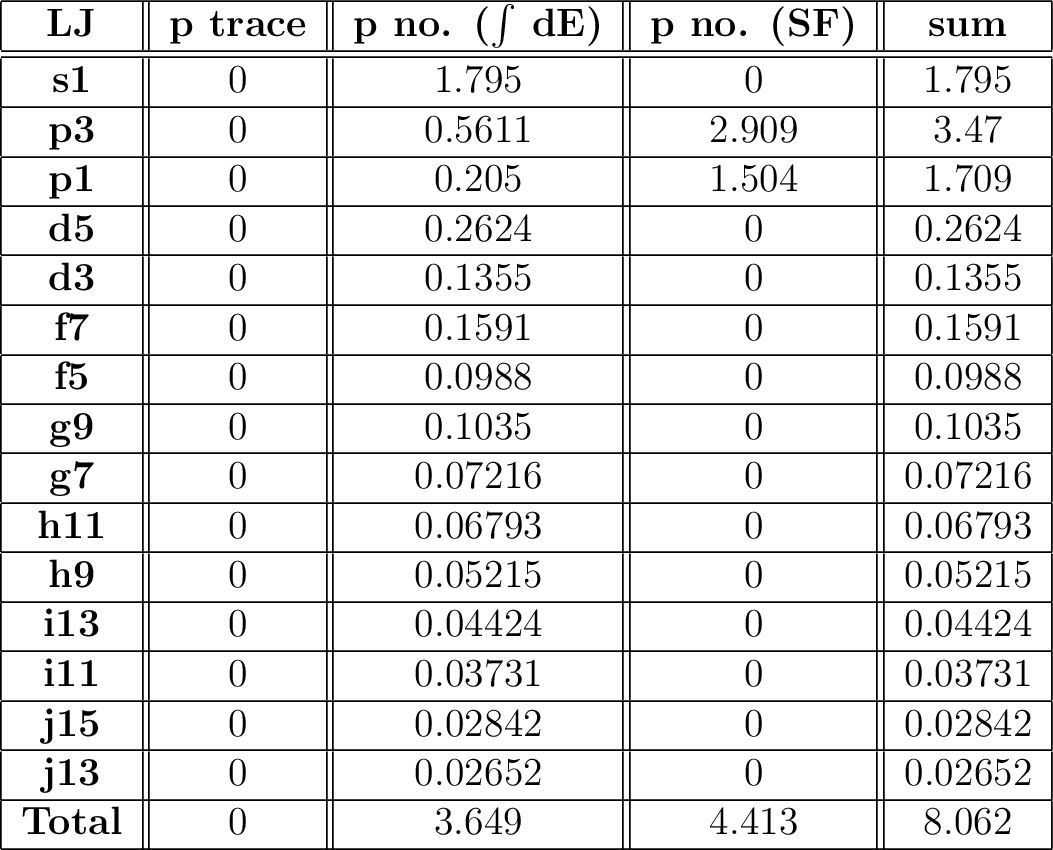 LJ p trace p no. (∫ dE) p no. (SF) sum
s1 0 1.795 0 1.795
p3 0 0.5611 2.909 3.47
p1 0 0.205 1.504 1.709
d5 0 0.2624 0 0.2624
d3 0 0.1355 0 0.1355
f7 0 0.1591 0 0.1591
f5 0 0.0988 0 0.0988
g9 0 0.1035 0 0.1035
g7 0 0.07216 0 0.07216
h11 0 0.06793 0 0.06793
h9 0 0.05215 0 0.05215
i13 0 0.04424 0 0.04424
i11 0 0.03731 0 0.03731
j15 0 0.02842 0 0.02842
j13 0 0.02652 0 0.02652
Total 0 3.649 4.413 8.062